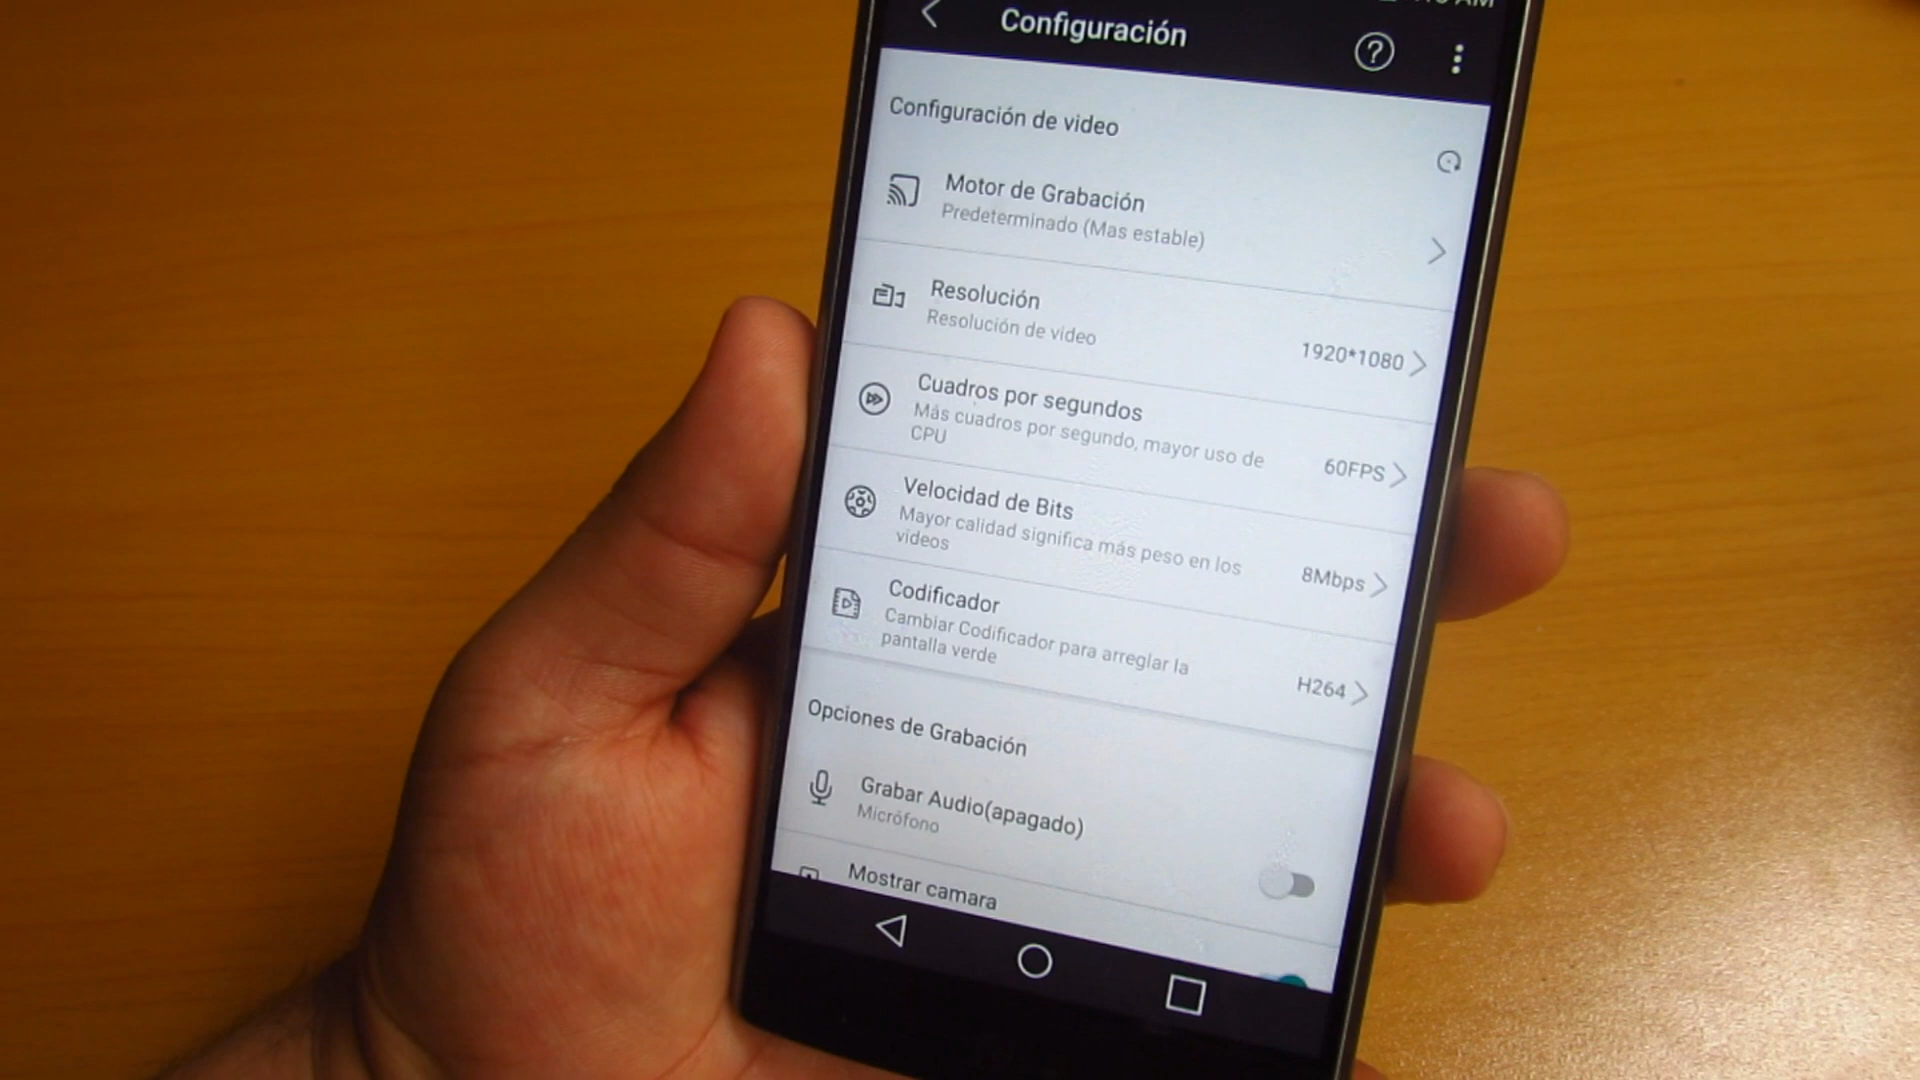 Configuración
Configuración de video
Motor de Grabación
Predeterminado (Mas estable)
Resolución
Resolución de video
1920*1080
Cuadros por segundos
Más cuadros por segundo, mayor uso de
CPU
60FPS
Velocidad de Bits
Mayor calidad significa más peso en los
videos
8Mbps
Codificador
Cambiar Codificador para arreglar la
pantalla verde
H264
Opciones de Grabación
Grabar Audio(apagado)
Micrófono
Mostrar camara